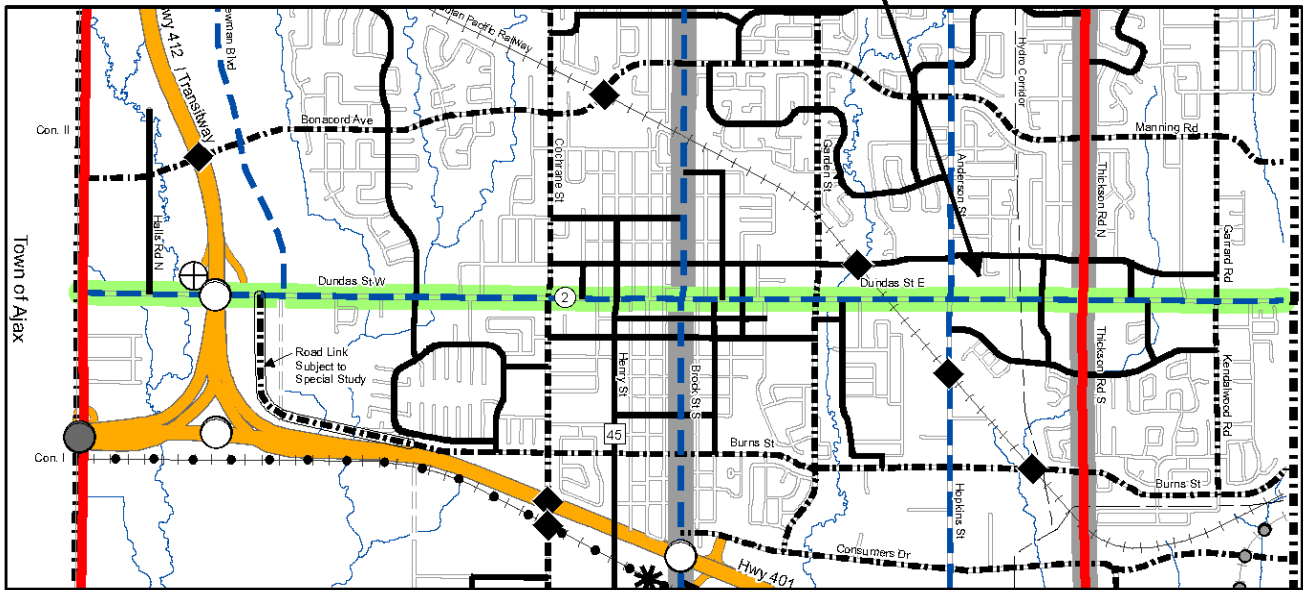 Hwy 412 / Transitway
Canadian Pacific Railway
Hydro Corridor
Con. II
Bonacord Ave
Manning Rd
Cochrane St
Garden St
Anderson St
Thickson Rd N
Halls Rd N
Garrard Rd
Town of Ajax
Dundas St W
2
Dundas St E
Road Link
Subject to
Special Study
Henry St
Brock St S
Thickson Rd S
Kendalwood Rd
45
Burns St
Con. I
Burns St
Hopkins St
Consumers Dr
Hwy 401